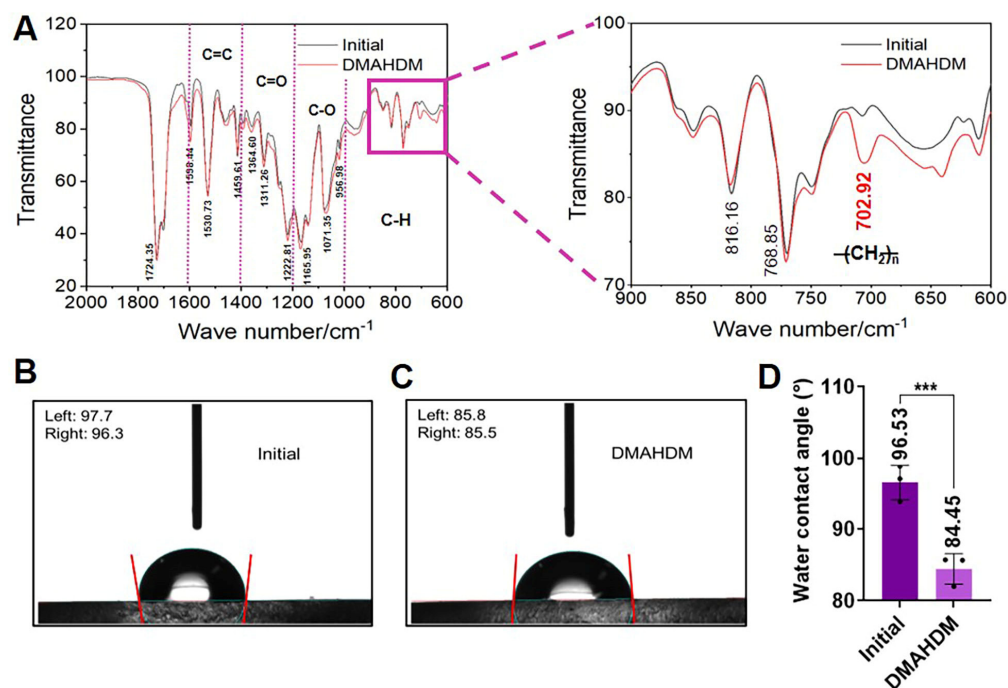 A
120
100
80
60
40
20
Transmittance
C=C
C=O
C-O
C-H
Initial
DMAHDM
1724.35
1598.44
1530.73
1459.61
1364.60
1311.26
1222.81
1165.95
1071.35
956.98
2000 1800 1600 1400 1200 1000 800 600
Wave number/cm⁻¹
100
90
80
70
Transmittance
Initial
DMAHDM
816.16
768.85
702.92
-(CH₂)n
900 850 800 750 700 650 600
Wave number/cm⁻¹
B
Left: 97.7
Right: 96.3
Initial
C
Left: 85.8
Right: 85.5
DMAHDM
D
Water contact angle (°)
110
100
90
80
***
96.53
84.45
Initial
DMAHDM